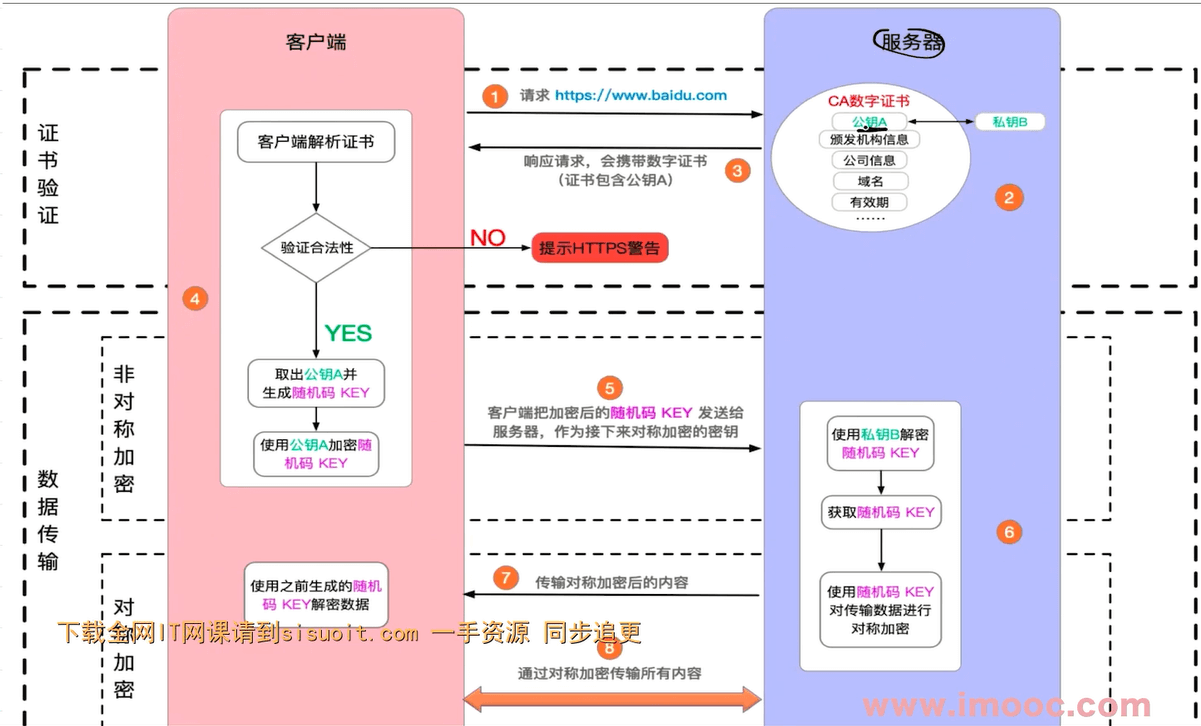 客户端
服务器
证书验证
① 请求 https://www.baidu.com
CA数字证书
公钥A
私钥B
颁发机构信息
公司信息
域名
有效期
......
②
客户端解析证书
响应请求，会携带数字证书
（证书包含公钥A）
③
验证合法性
NO
提示HTTPS警告
④
YES
数据传输
非对称加密
取出公钥A并
生成随机码 KEY
使用公钥A加密随
机码 KEY
⑤
客户端把加密后的随机码 KEY 发送给
服务器，作为接下来对称加密的密钥
使用私钥B解密
随机码 KEY
获取随机码 KEY
⑥
使用随机码 KEY
对传输数据进行
对称加密
对称加密
使用之前生成的随机
码 KEY解密数据
⑦ 传输对称加密后的内容
下载全网IT网课请到sisuoit.com 一手资源 同步追更
⑧
通过对称加密传输所有内容
www.imooc.com